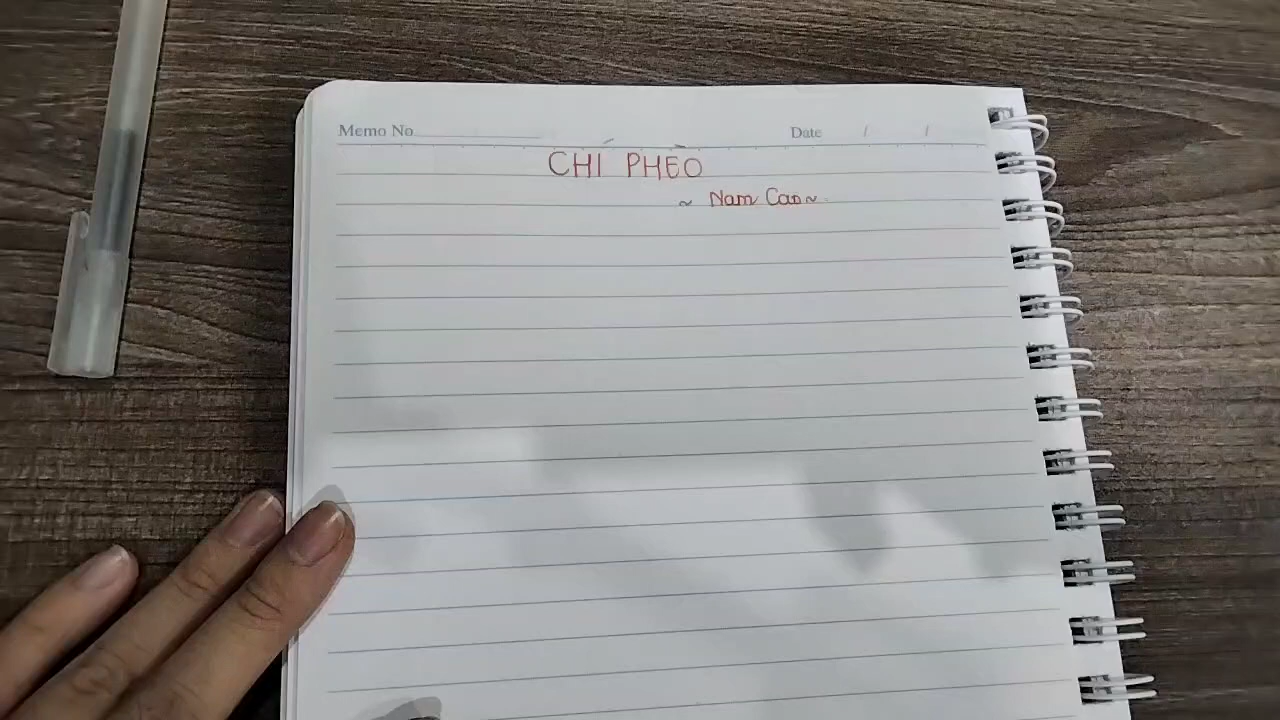 Memo No
Date / /
CHÍ PHÈO
~ Nam Cao ~